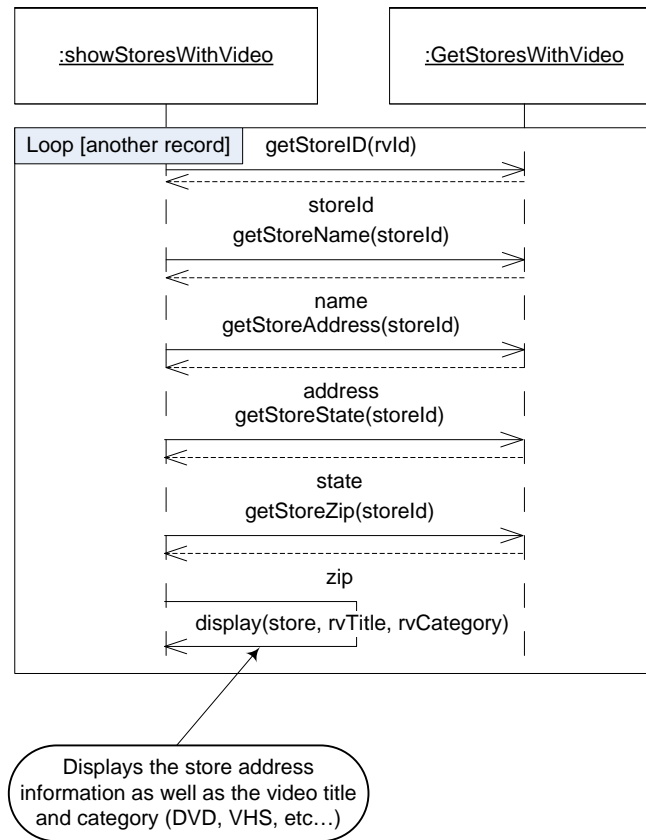 :showStoresWithVideo
:GetStoresWithVideo
Loop [another record]
getStoreID(rvId)
storeId
getStoreName(storeId)
name
getStoreAddress(storeId)
address
getStoreState(storeId)
state
getStoreZip(storeId)
zip
display(store, rvTitle, rvCategory)
Displays the store address
information as well as the video title
and category (DVD, VHS, etc…)